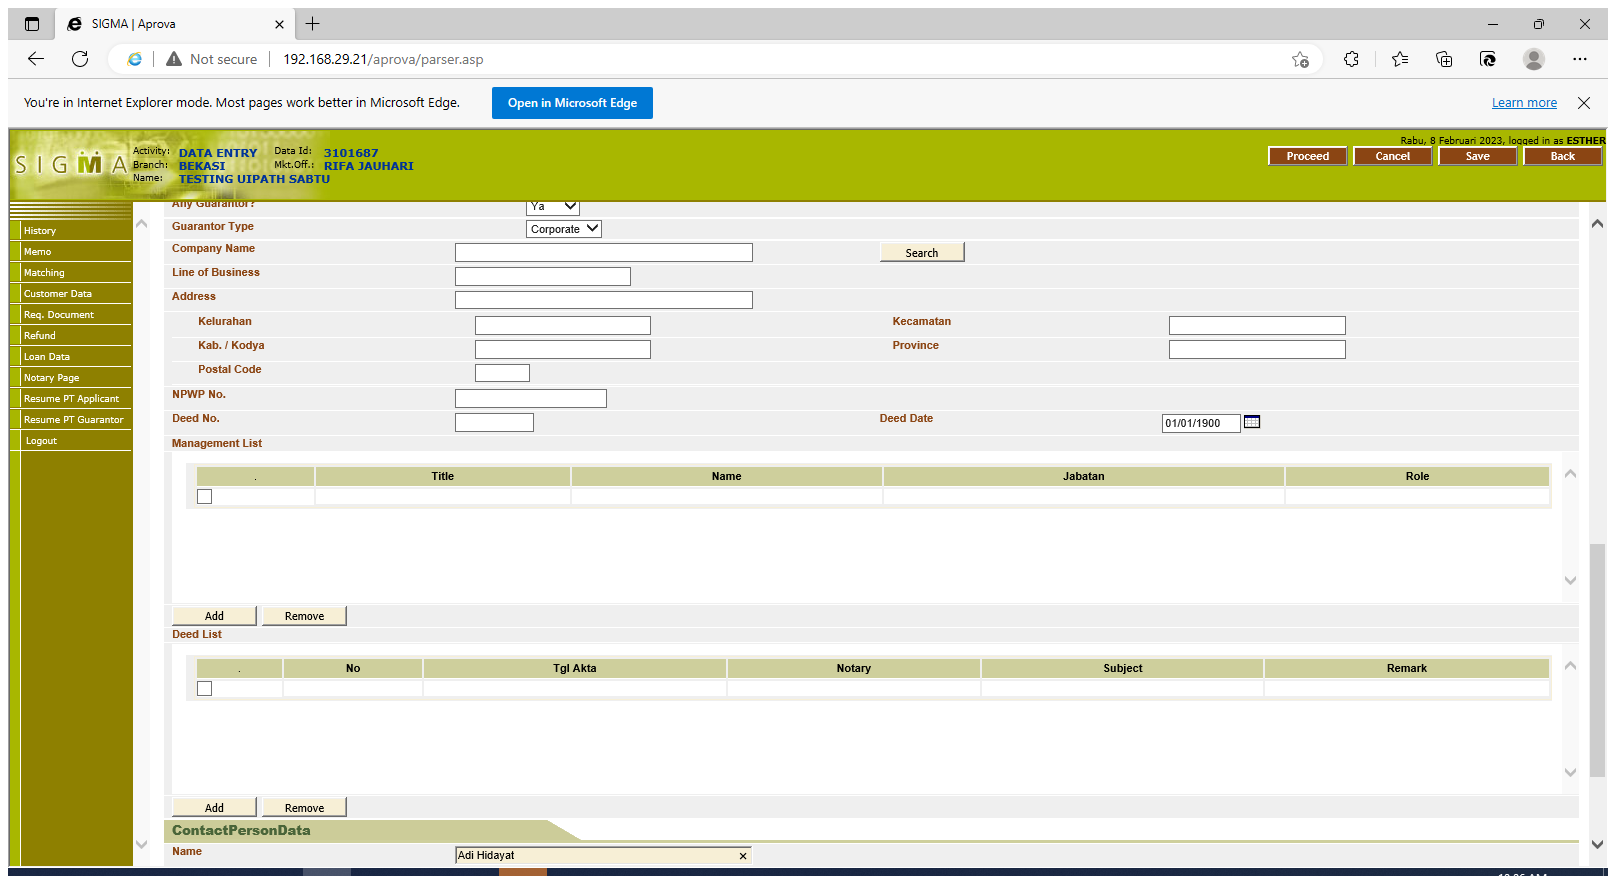 SIGMA | Aprova
Not secure 192.168.29.21/aprova/parser.asp
You're in Internet Explorer mode. Most pages work better in Microsoft Edge. Open in Microsoft Edge Learn more
Rabu, 8 Februari 2023, logged in as ESTHER
SIGMA
Activity: DATA ENTRY Data Id: 3101687
Branch: BEKASI Mkt.Off.: RIFA JAUHARI
Name: TESTING UIPATH SABTU
Proceed Cancel Save Back
History
Memo
Matching
Customer Data
Req. Document
Refund
Loan Data
Notary Page
Resume PT Applicant
Resume PT Guarantor
Logout
Any Guarantor? Ya
Guarantor Type Corporate
Company Name Search
Line of Business
Address
Kelurahan Kecamatan
Kab. / Kodya Province
Postal Code
NPWP No.
Deed No. Deed Date 01/01/1900
Management List
. Title Name Jabatan Role
Add Remove
Deed List
. No Tgl Akta Notary Subject Remark
Add Remove
ContactPersonData
Name Adi Hidayat